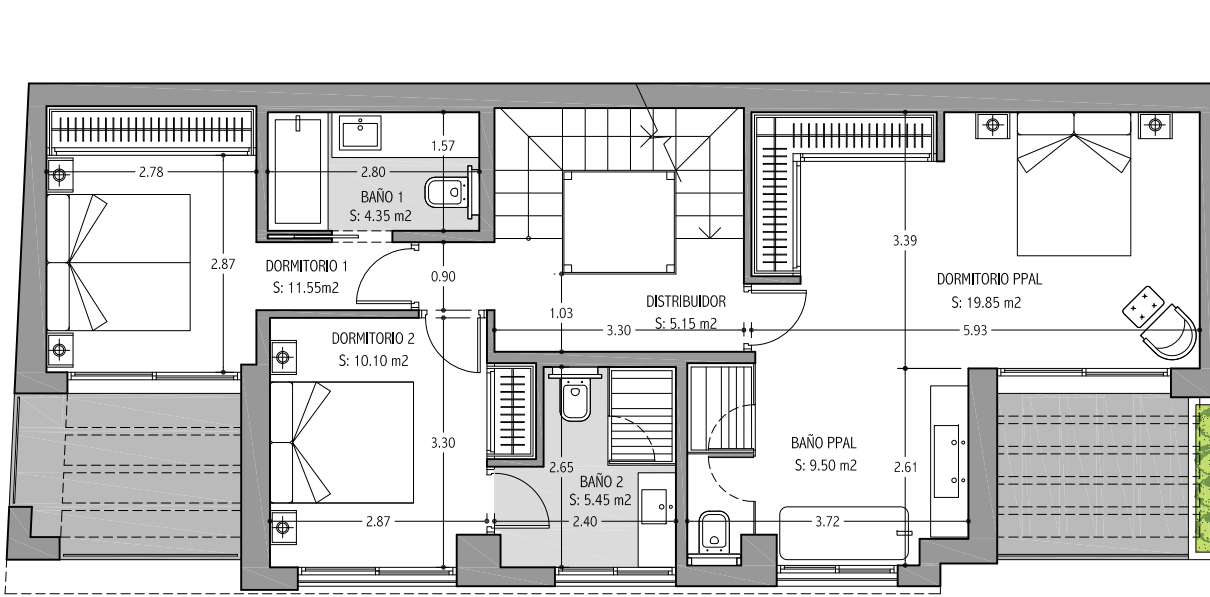 1.57
2.78
2.80
BAÑO 1
S: 4.35 m2
3.39
2.87
DORMITORIO 1
S: 11.55m2
0.90
DORMITORIO PPAL
S: 19.85 m2
1.03
DISTRIBUIDOR
S: 5.15 m2
3.30
5.93
DORMITORIO 2
S: 10.10 m2
3.30
BAÑO PPAL
S: 9.50 m2
2.65
2.61
BAÑO 2
S: 5.45 m2
2.87
2.40
3.72